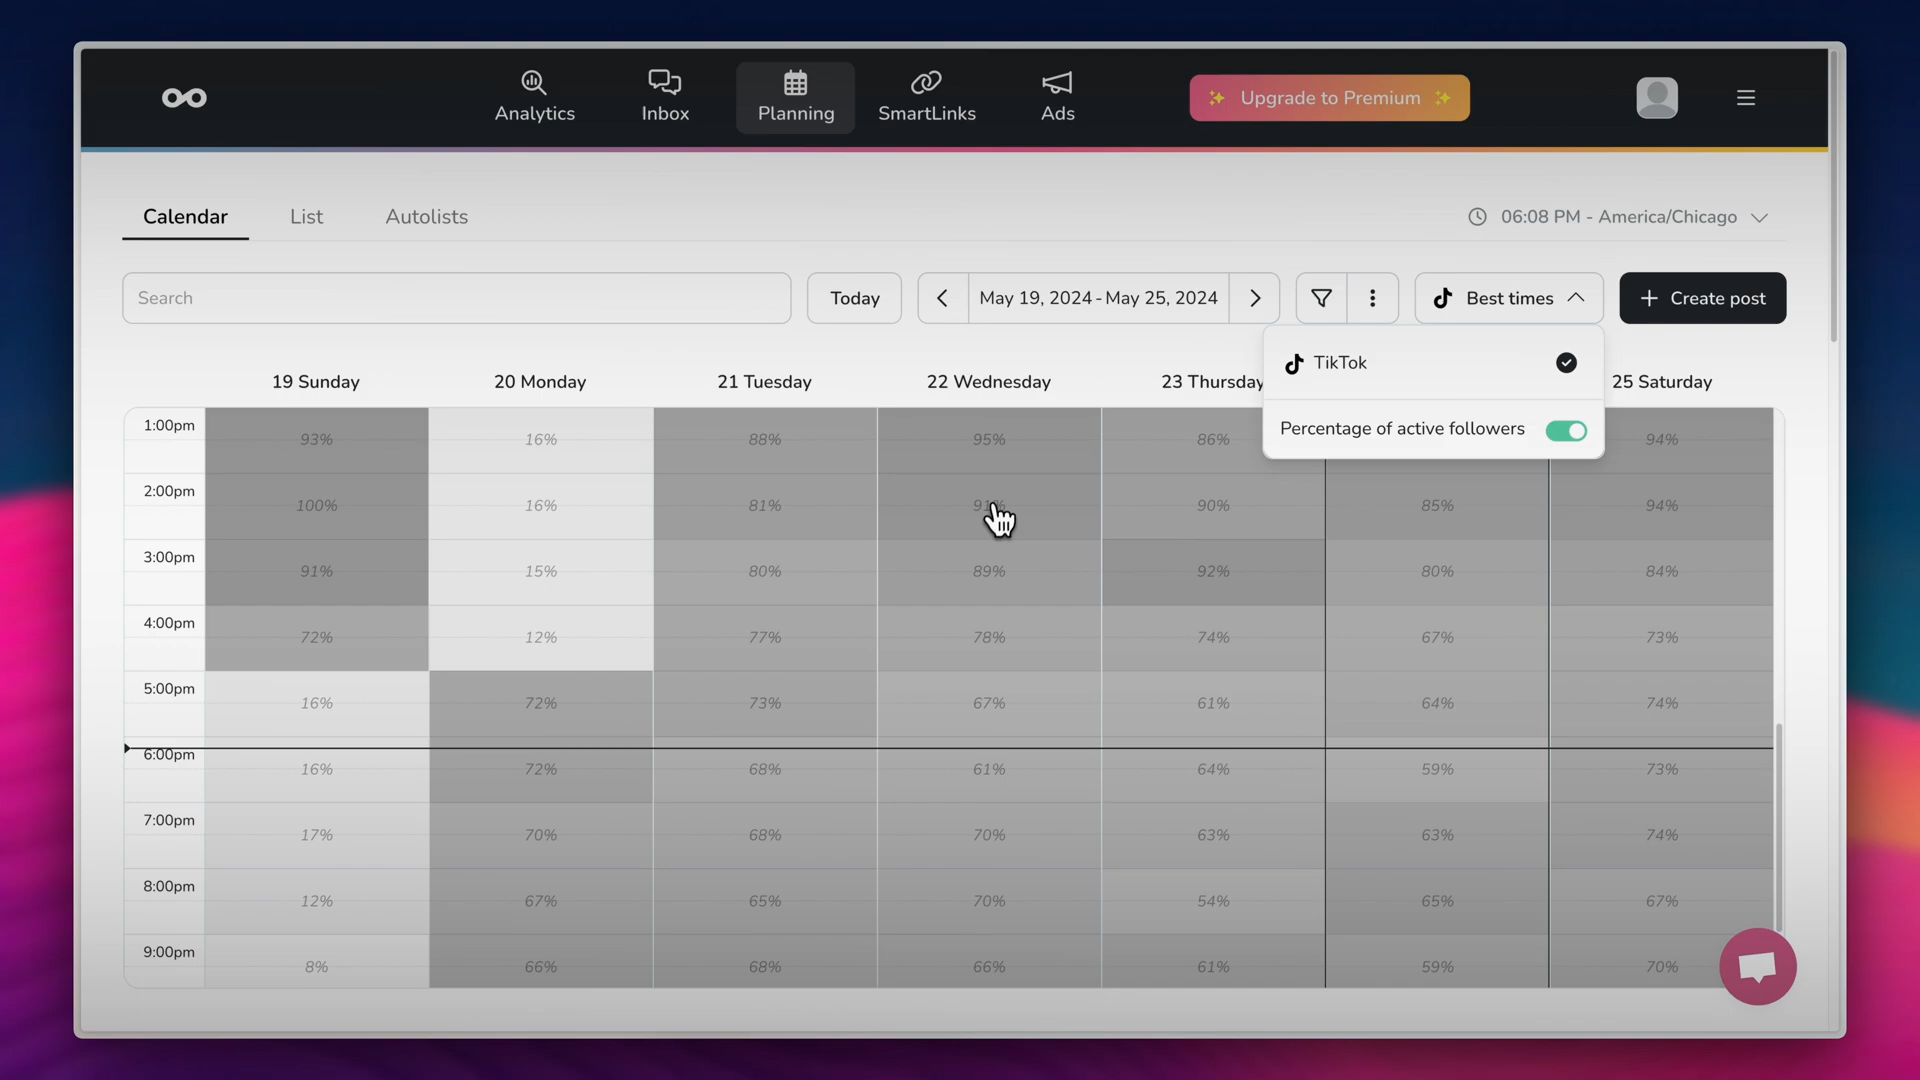 Analytics
Inbox
Planning
SmartLinks
Ads
Upgrade to Premium
Calendar
List
Autolists
06:08 PM - America/Chicago
Search
Today
May 19, 2024 - May 25, 2024
Best times
+ Create post
TikTok
Percentage of active followers
19 Sunday 20 Monday 21 Tuesday 22 Wednesday 23 Thursday 25 Saturday
1:00pm 93% 16% 88% 95% 86% 94%
2:00pm 100% 16% 81% 91% 90% 85% 94%
3:00pm 91% 15% 80% 89% 92% 80% 84%
4:00pm 72% 12% 77% 78% 74% 67% 73%
5:00pm 16% 72% 73% 67% 61% 64% 74%
6:00pm 16% 72% 68% 61% 64% 59% 73%
7:00pm 17% 70% 68% 70% 63% 63% 74%
8:00pm 12% 67% 65% 70% 54% 65% 67%
9:00pm 8% 66% 68% 66% 61% 59% 70%